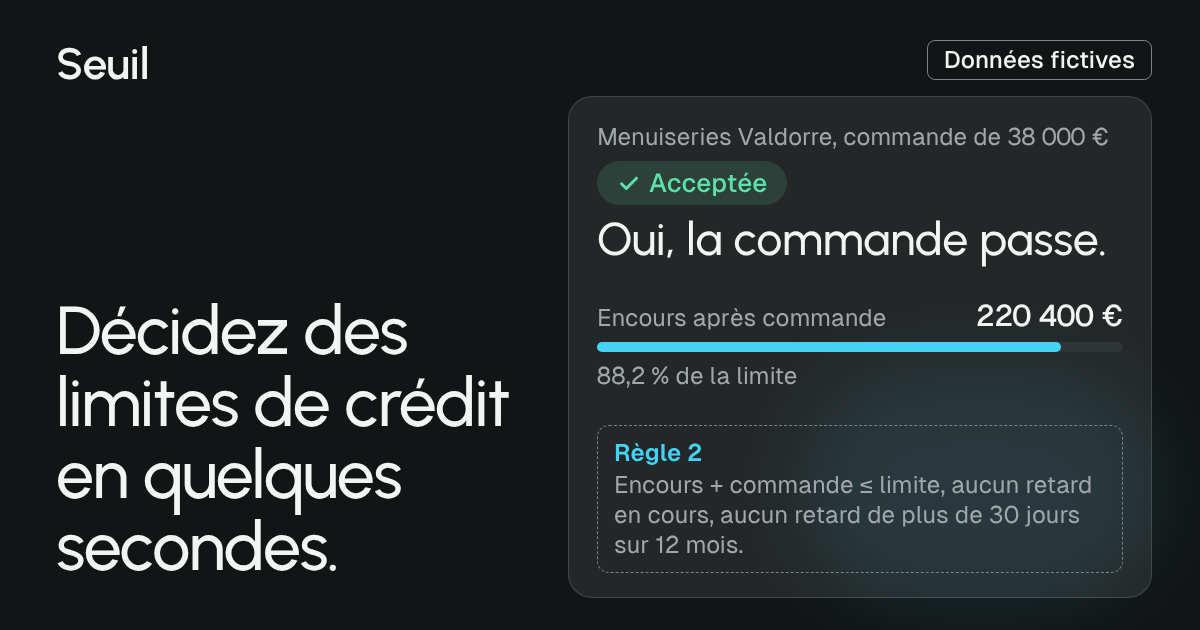 Seuil
Données fictives
Décidez des
limites de crédit
en quelques
secondes.
Menuiseries Valdorre, commande de 38 000 €
Acceptée
Oui, la commande passe.
Encours après commande
220 400 €
88,2 % de la limite
Règle 2
Encours + commande ≤ limite, aucun retard
en cours, aucun retard de plus de 30 jours
sur 12 mois.